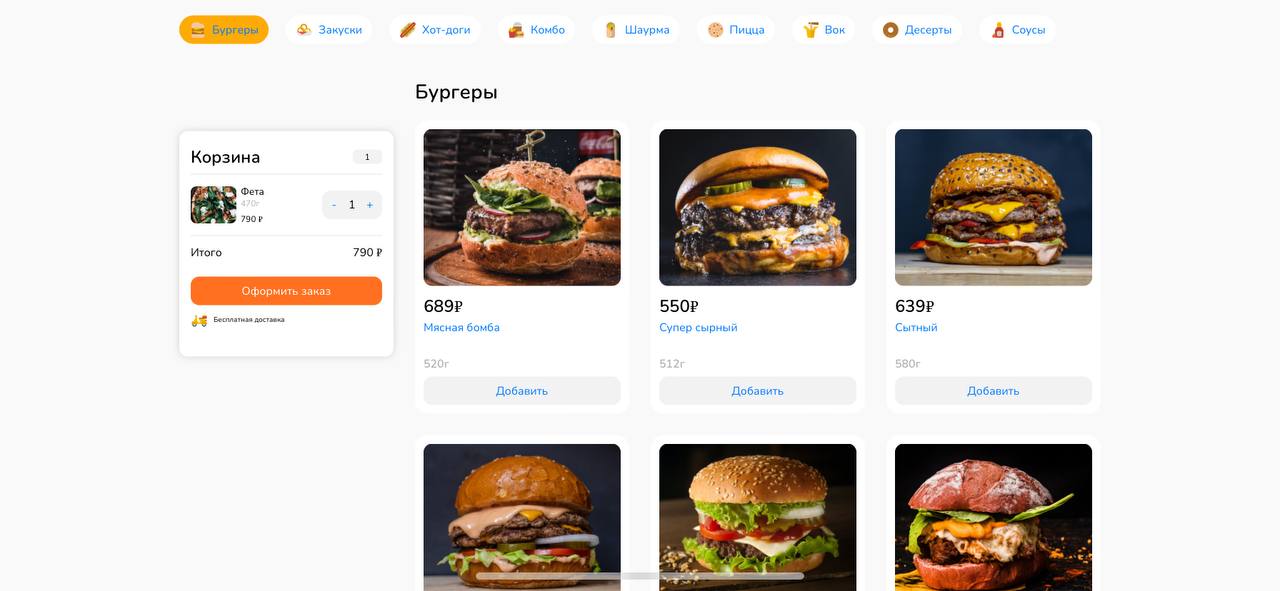 Бургеры
Закуски
Хот-доги
Комбо
Шаурма
Пицца
Вок
Десерты
Соусы
Бургеры
Корзина
1
Фета
470г
790 ₽
- 1 +
Итого
790 ₽
Оформить заказ
Бесплатная доставка
689₽
Мясная бомба
520г
Добавить
550₽
Супер сырный
512г
Добавить
639₽
Сытный
580г
Добавить